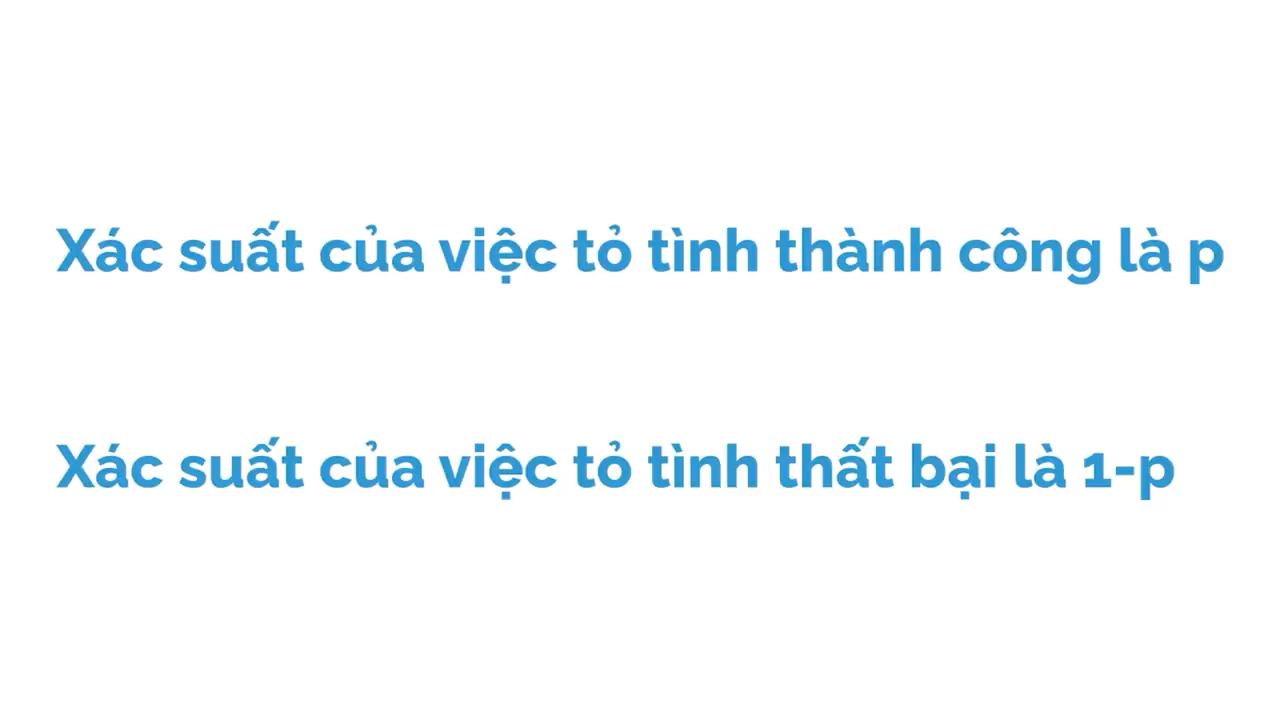 Xác suất của việc tỏ tình thành công là p
Xác suất của việc tỏ tình thất bại là 1-p